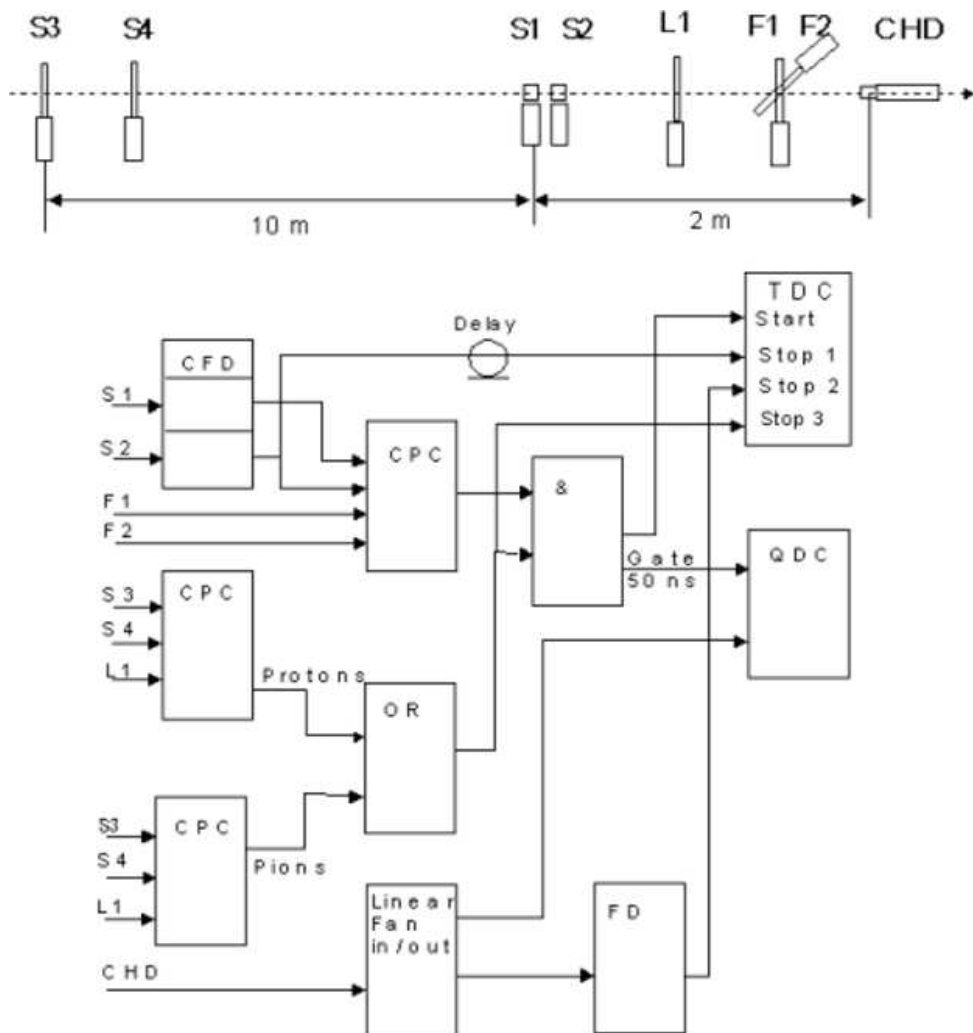 S3 S4 S1 S2 L1 F1 F2 CHD
10 m
2 m
TDC
Start
Stop 1
Stop 2
Stop 3
Delay
CFD
S1
S2
F1
F2
CPC
&
Gate
50 ns
QDC
CPC
S3
S4
L1
Protons
OR
CPC
S3
S4
L1
Pions
Linear
Fan
in/out
FD
CHD